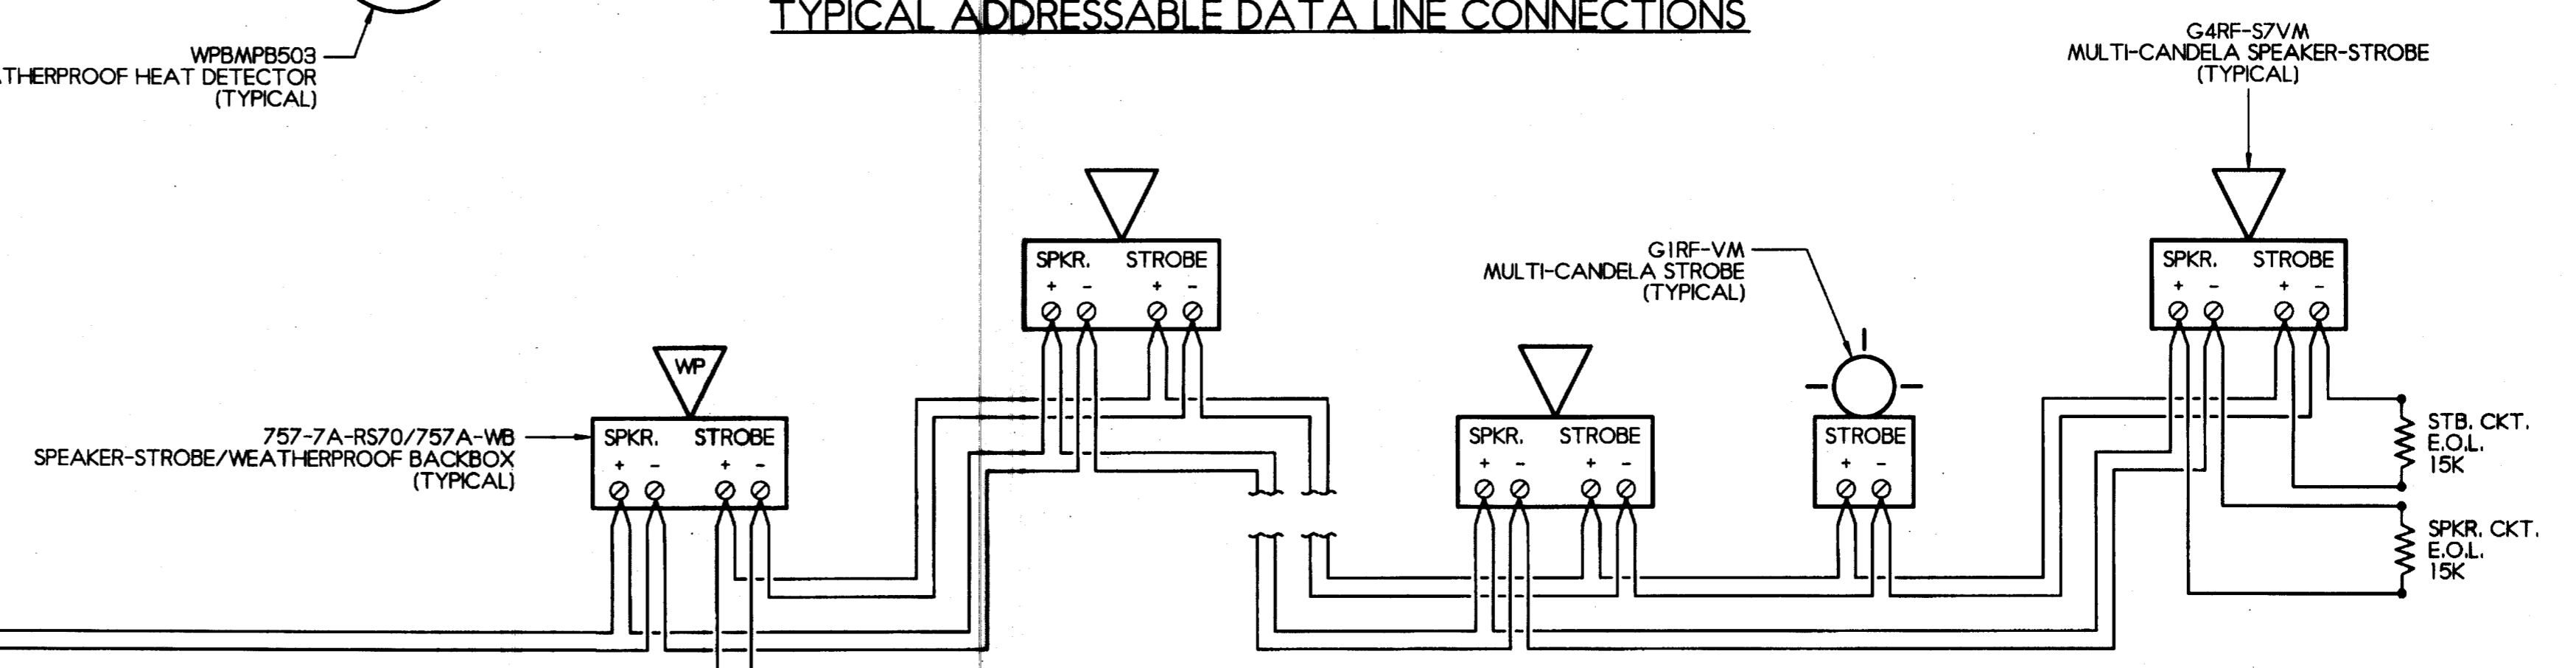 TYPICAL ADDRESSABLE DATA LINE CONNECTIONS
WPBMPB503
ATHERPROOF HEAT DETECTOR
(TYPICAL)
G4RF-S7VM
MULTI-CANDELA SPEAKER-STROBE
(TYPICAL)
SPKR. STROBE
+ - + -
G1RF-VM
MULTI-CANDELA STROBE
(TYPICAL)
SPKR. STROBE
+ - + -
WP
757-7A-RS70/757A-WB
SPEAKER-STROBE/WEATHERPROOF BACKBOX
(TYPICAL)
SPKR. STROBE
+ - + -
SPKR. STROBE
+ - + -
STROBE
+ -
STB. CKT.
E.O.L.
15K
SPKR. CKT.
E.O.L.
15K